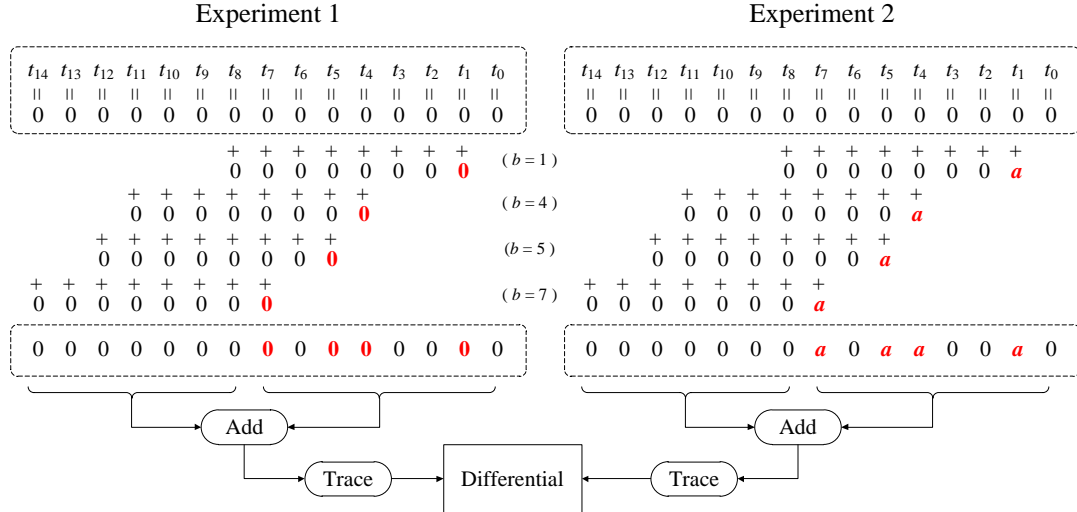 Experiment 1 Experiment 2
t14 t13 t12 t11 t10 t9 t8 t7 t6 t5 t4 t3 t2 t1 t0 t14 t13 t12 t11 t10 t9 t8 t7 t6 t5 t4 t3 t2 t1 t0
= = = = = = = = = = = = = = = = = = = = = = = = = = = = = =
0 0 0 0 0 0 0 0 0 0 0 0 0 0 0 0 0 0 0 0 0 0 0 0 0 0 0 0 0 0
+ + + + + + + + + + + + + + + +
0 0 0 0 0 0 0 0 ( b = 1 ) 0 0 0 0 0 0 0 a
+ + + + + + + + + + + + + + + +
0 0 0 0 0 0 0 0 ( b = 4 ) 0 0 0 0 0 0 0 a
+ + + + + + + + + + + + + + + +
0 0 0 0 0 0 0 0 (b = 5 ) 0 0 0 0 0 0 0 a
+ + + + + + + + + + + + + + + +
0 0 0 0 0 0 0 0 ( b = 7 ) 0 0 0 0 0 0 0 a
0 0 0 0 0 0 0 0 0 0 0 0 0 0 0 0 0 0 0 0 0 0 a 0 a a 0 0 a 0
Add Add
Trace Differential Trace